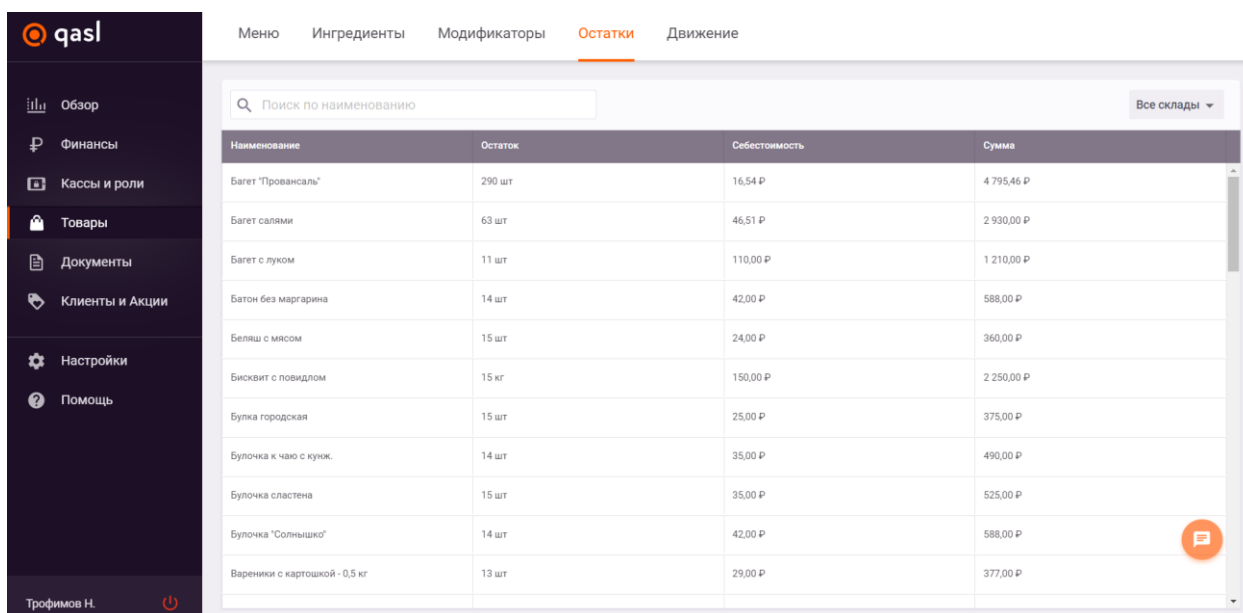 qasl
Меню Ингредиенты Модификаторы Остатки Движение
Обзор
Финансы
Кассы и роли
Товары
Документы
Клиенты и Акции
Настройки
Помощь
Трофимов Н.
Поиск по наименованию
Все склады
Наименование Остаток Себестоимость Сумма
Багет "Провансаль" 290 шт 16,54 ₽ 4 795,46 ₽
Багет салями 63 шт 46,51 ₽ 2 930,00 ₽
Багет с луком 11 шт 110,00 ₽ 1 210,00 ₽
Батон без маргарина 14 шт 42,00 ₽ 588,00 ₽
Беляш с мясом 15 шт 24,00 ₽ 360,00 ₽
Бисквит с повидлом 15 кг 150,00 ₽ 2 250,00 ₽
Булка городская 15 шт 25,00 ₽ 375,00 ₽
Булочка к чаю с кунж. 14 шт 35,00 ₽ 490,00 ₽
Булочка сластена 15 шт 35,00 ₽ 525,00 ₽
Булочка "Солнышко" 14 шт 42,00 ₽ 588,00 ₽
Вареники с картошкой - 0,5 кг 13 шт 29,00 ₽ 377,00 ₽